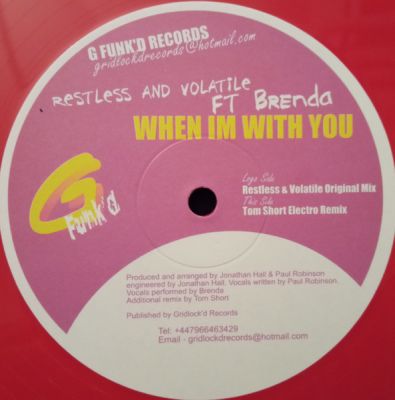 G FUNK'D RECORDS
gridlockdrecords@hotmail.com
RESTLESS AND VOLATILE
FT BRENDA
WHEN IM WITH YOU
G
Funk'd
Logo Side
Restless & Volatile Original Mix
This Side
Tom Short Electro Remix
Produced and arranged by Jonathan Hall & Paul Robinson
engineered by Jonathan Hall, Vocals written by Paul Robinson.
Vocals performed by Brenda
Additional remix by Tom Short
Published by Gridlock'd Records
Tel: +447966463429
Email - gridlockdrecords@hotmail.com